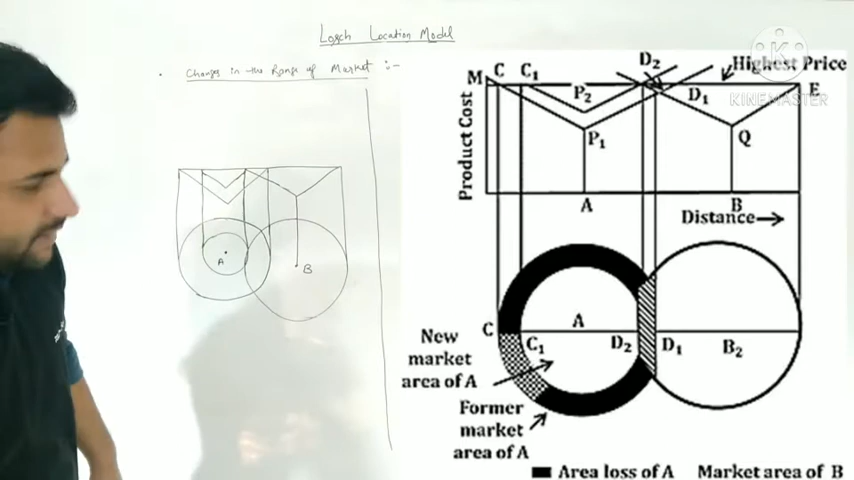 Losch Location Model
• Changes in the Range of Market :-
A
B
M C C1 D2 Highest Price
P2 D1 E
P1 Q
Product Cost
A B
Distance
KINEMASTER
C A
C1 D2 D1 B2
New
market
area of A
Former
market
area of A
Area loss of A Market area of B